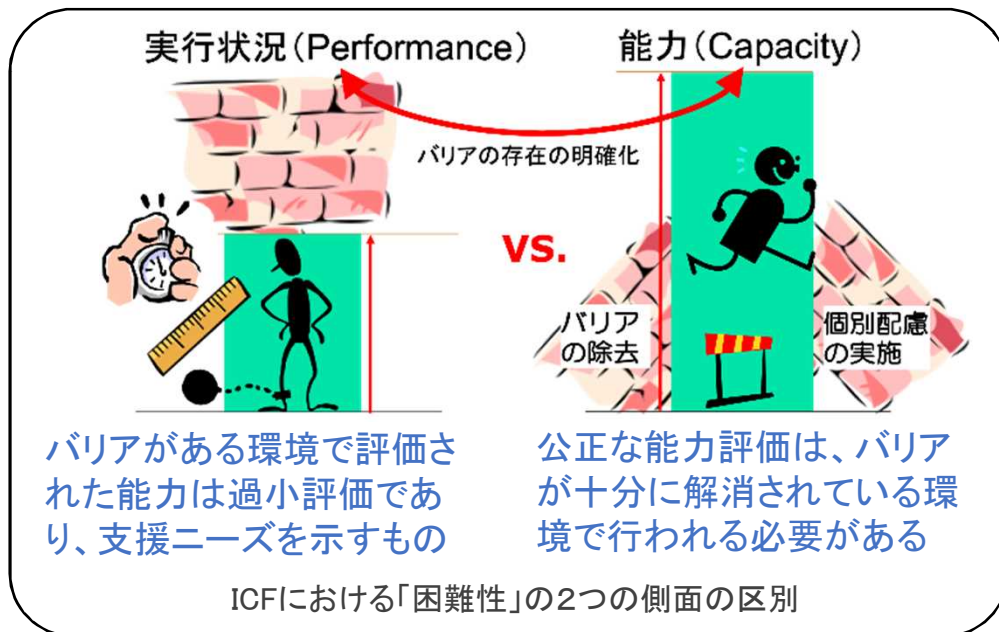 実行状況(Performance)
能力(Capacity)
バリアの存在の明確化
vs.
バリア
の除去
個別配慮
の実施
バリアがある環境で評価さ
れた能力は過小評価であ
り、支援ニーズを示すもの
公正な能力評価は、バリア
が十分に解消されている環
境で行われる必要がある
ICFにおける「困難性」の2つの側面の区別